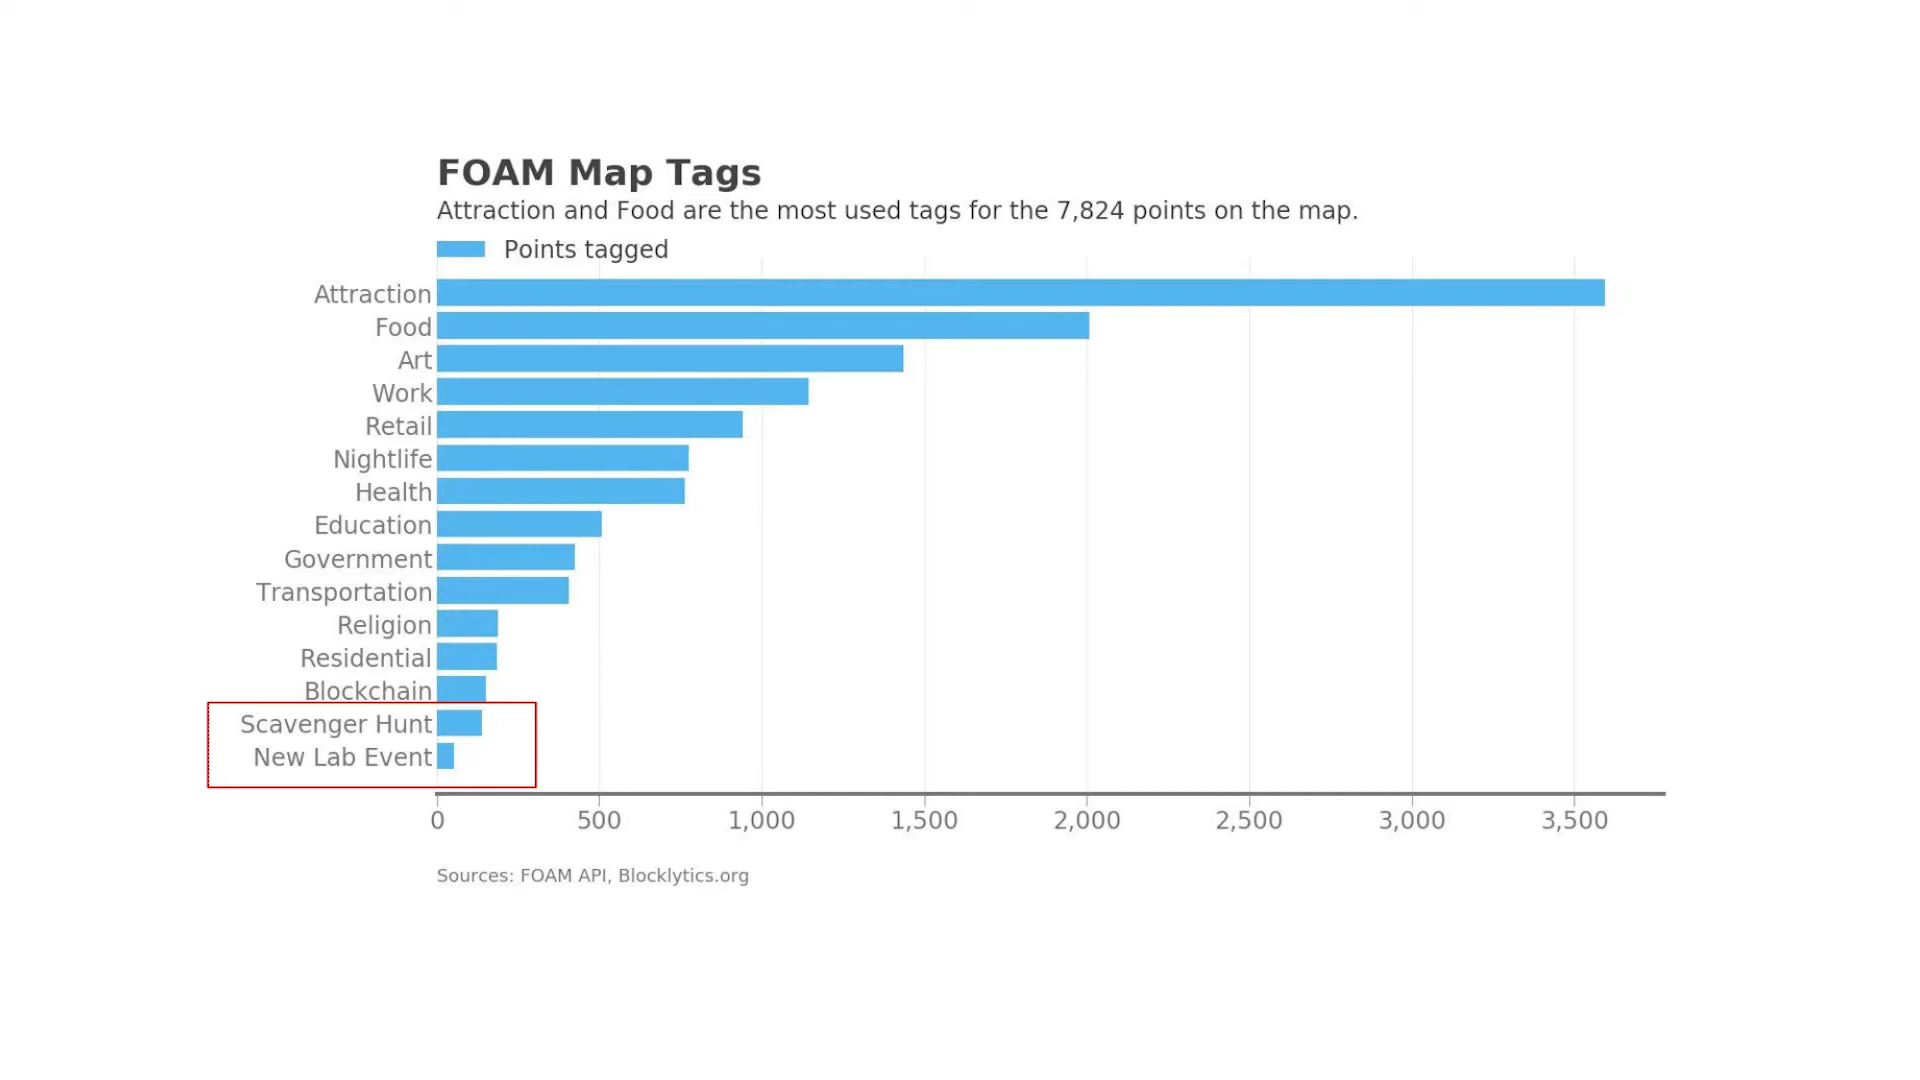 FOAM Map Tags
Attraction and Food are the most used tags for the 7,824 points on the map.
Points tagged
Attraction
Food
Art
Work
Retail
Nightlife
Health
Education
Government
Transportation
Religion
Residential
Blockchain
Scavenger Hunt
New Lab Event
0 500 1,000 1,500 2,000 2,500 3,000 3,500
Sources: FOAM API, Blocklytics.org